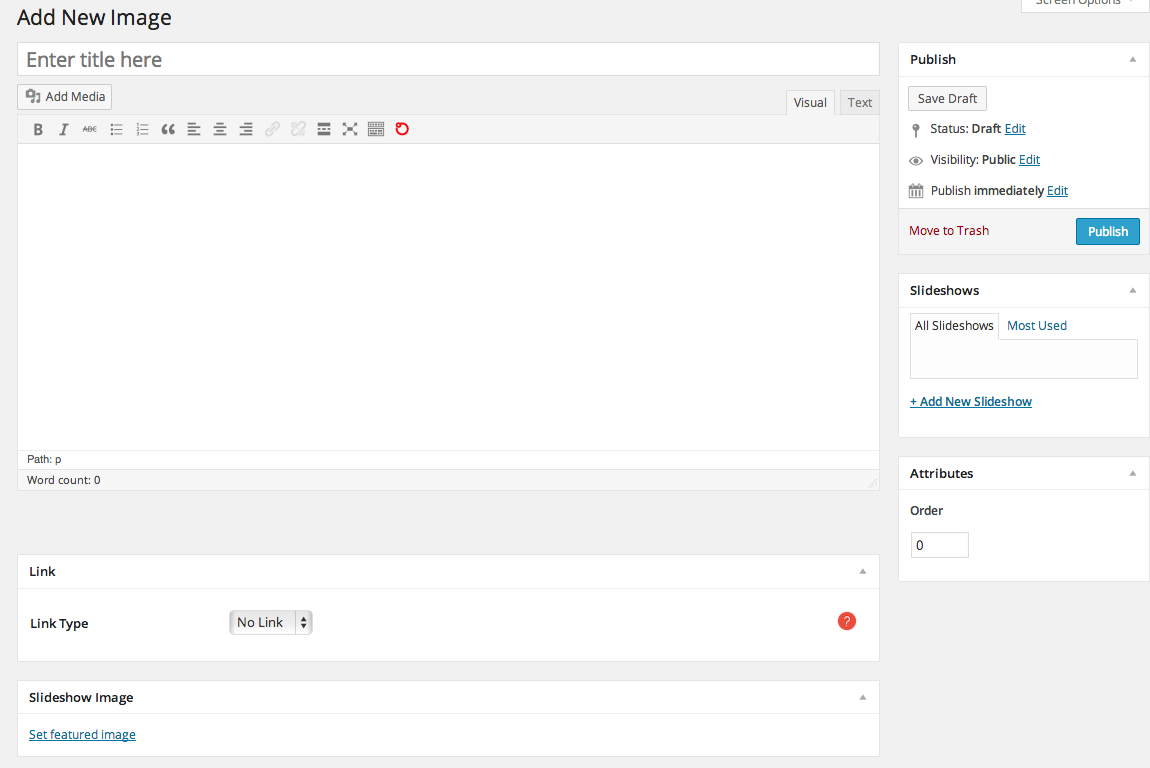 Screen Options
Add New Image
Enter title here
Add Media
Visual
Text
B I ABC
Path: p
Word count: 0
Link
Link Type
No Link
?
Slideshow Image
Set featured image
Publish
Save Draft
Status: Draft Edit
Visibility: Public Edit
Publish immediately Edit
Move to Trash
Publish
Slideshows
All Slideshows
Most Used
+ Add New Slideshow
Attributes
Order
0